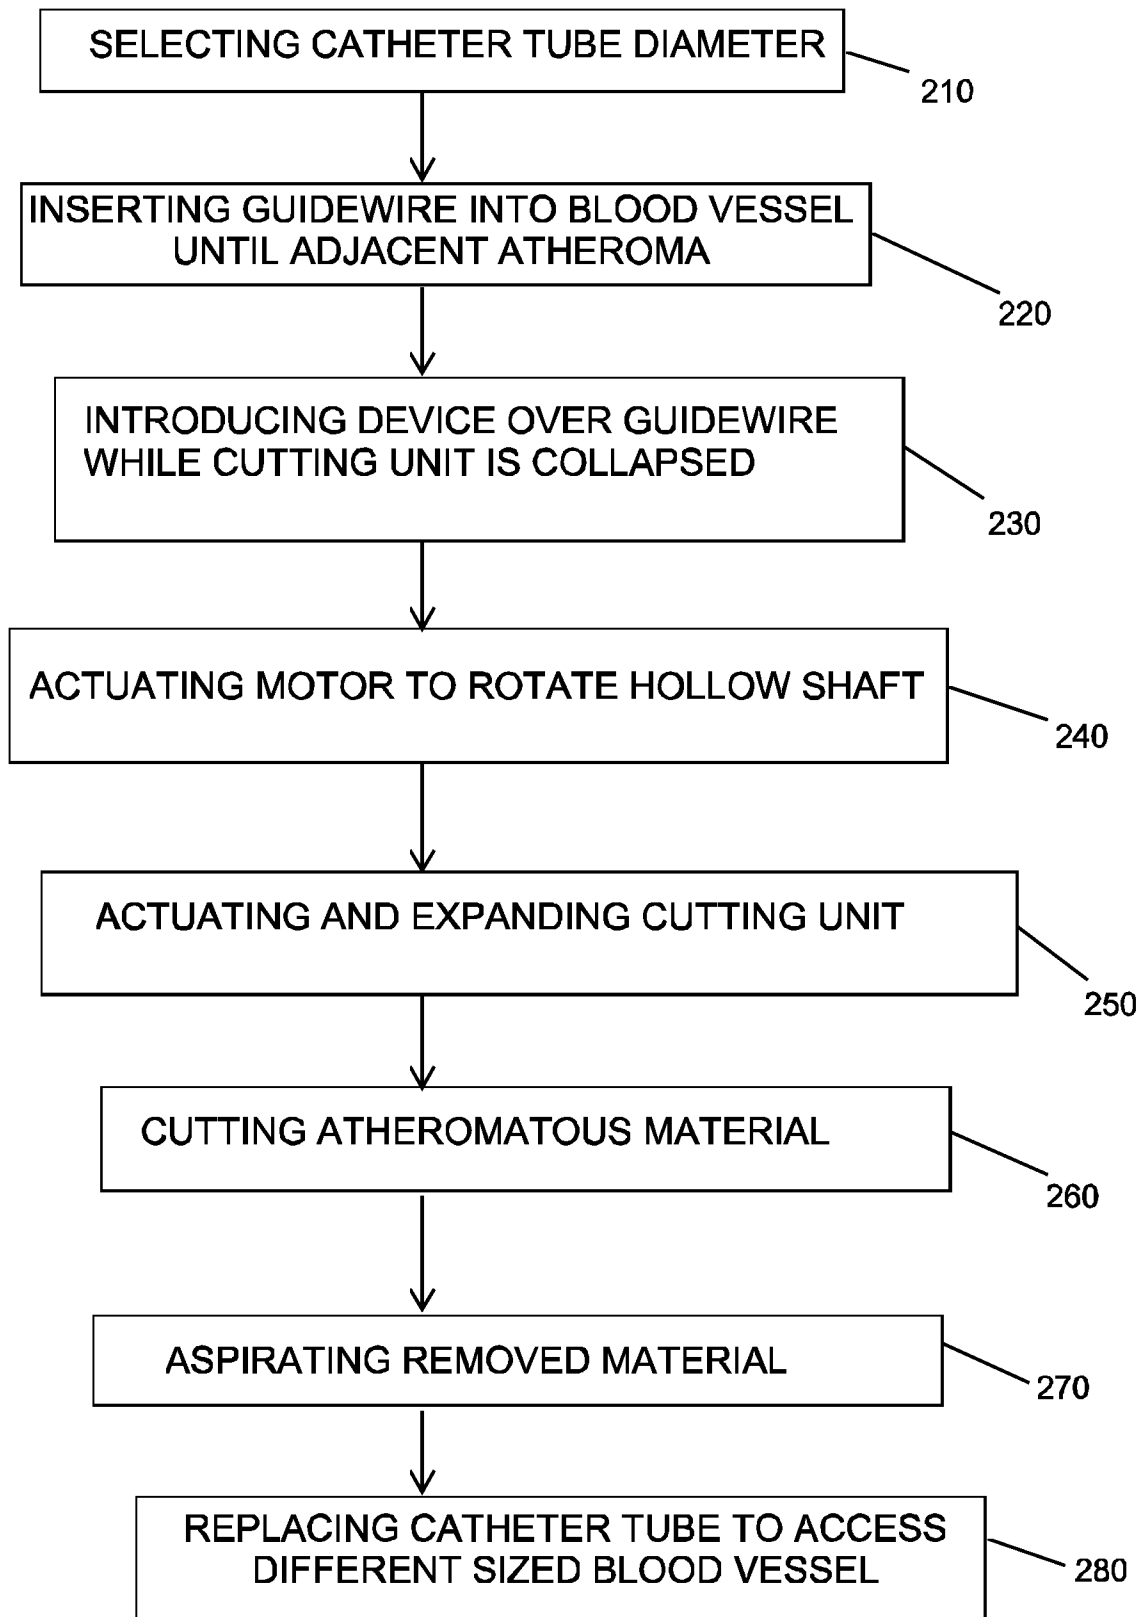 SELECTING CATHETER TUBE DIAMETER
210
INSERTING GUIDEWIRE INTO BLOOD VESSEL
UNTIL ADJACENT ATHEROMA
220
INTRODUCING DEVICE OVER GUIDEWIRE
WHILE CUTTING UNIT IS COLLAPSED
230
ACTUATING MOTOR TO ROTATE HOLLOW SHAFT
240
ACTUATING AND EXPANDING CUTTING UNIT
250
CUTTING ATHEROMATOUS MATERIAL
260
ASPIRATING REMOVED MATERIAL
270
REPLACING CATHETER TUBE TO ACCESS
DIFFERENT SIZED BLOOD VESSEL
280